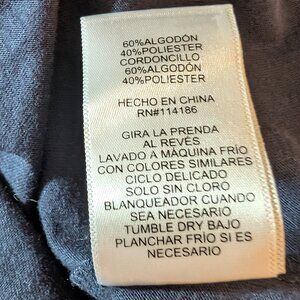 60%ALGODÓN
40%POLIESTER
CORDONCILLO
60%ALGODÓN
40%POLIESTER
HECHO EN CHINA
RN#114186
GIRA LA PRENDA
AL REVÉS
LAVADO A MÁQUINA FRÍO
CON COLORES SIMILARES
CICLO DELICADO
SOLO SIN CLORO
BLANQUEADOR CUANDO
SEA NECESARIO
TUMBLE DRY BAJO
PLANCHAR FRÍO SI ES
NECESARIO